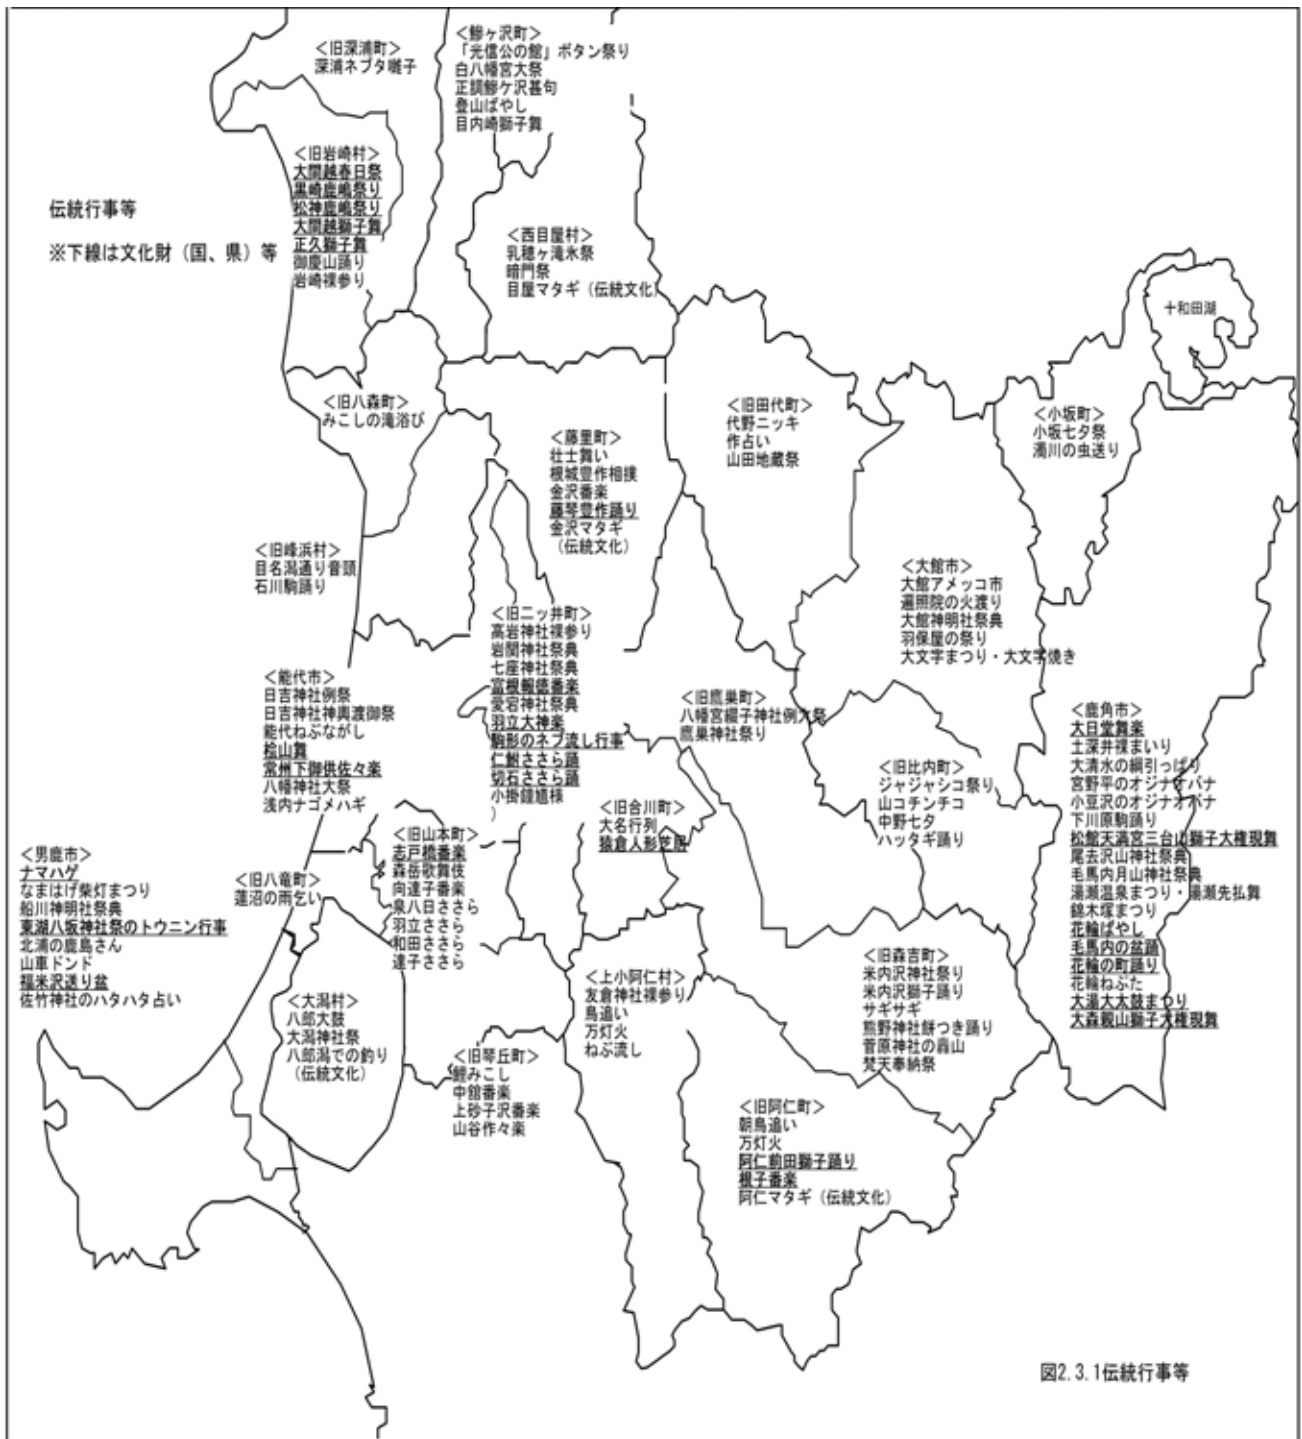 ＜旧深浦町＞
深浦ネブタ囃子
＜鰺ヶ沢町＞
「光信公の館」ボタン祭り
白八幡宮大祭
正調鰺ケ沢甚句
登山ばやし
目内崎獅子舞
＜旧岩崎村＞
大間越春日祭
黒崎鹿嶋祭り
松神鹿嶋祭り
大間越獅子舞
正久獅子舞
御慶山踊り
岩崎裸参り
伝統行事等
※下線は文化財（国、県）等
＜西目屋村＞
乳穂ヶ滝氷祭
暗門祭
目屋マタギ（伝統文化）
十和田湖
＜旧八森町＞
みこしの滝浴び
＜藤里町＞
壮士舞い
根城豊作相撲
金沢番楽
藤琴豊作踊り
金沢マタギ
（伝統文化）
＜旧田代町＞
代野ニッキ
作占い
山田地蔵祭
＜小坂町＞
小坂七夕祭
濁川の虫送り
＜旧峰浜村＞
目名潟通り音頭
石川駒踊り
＜大館市＞
大館アメッコ市
遍照院の火渡り
大館神明社祭典
羽保屋の祭り
大文字まつり・大文字焼き
＜旧二ッ井町＞
高岩神社裸参り
岩関神社祭典
七座神社祭典
富根報徳番楽
愛宕神社祭典
羽立大神楽
駒形のネブ流し行事
仁鮒ささら踊
切石ささら踊
小掛鐘馗様
）
＜能代市＞
日吉神社例祭
日吉神社神輿渡御祭
能代ねぶながし
桧山舞
常州下御供佐々楽
八幡神社大祭
浅内ナゴメハギ
＜旧鷹巣町＞
八幡宮綴子神社例大祭
鷹巣神社祭り
＜旧比内町＞
ジャジャシコ祭り
山コチンチコ
中野七夕
ハッタギ踊り
＜鹿角市＞
大日堂舞楽
土深井裸まいり
大清水の綱引っぱり
宮野平のオジナオバナ
小豆沢のオジナオバナ
下川原駒踊り
松館天満宮三台山獅子大権現舞
尾去沢山神社祭典
毛馬内月山神社祭典
湯瀬温泉まつり・湯瀬先払舞
錦木塚まつり
花輪ばやし
毛馬内の盆踊
花輪の町踊り
花輪ねぷた
大湯大太鼓まつり
大森親山獅子大権現舞
＜旧合川町＞
大名行列
猿倉人形芝居
＜旧山本町＞
志戸橋番楽
森岳歌舞伎
向達子番楽
泉八日ささら
羽立ささら
和田ささら
達子ささら
＜男鹿市＞
ナマハゲ
なまはげ柴灯まつり
船川神明社祭典
東湖八坂神社祭のトウニン行事
北浦の鹿島さん
山車ドンド
福米沢送り盆
佐竹神社のハタハタ占い
＜旧八竜町＞
蓮沼の雨乞い
＜大潟村＞
八郎大鼓
大潟神社祭
八郎潟での釣り
（伝統文化）
＜旧琴丘町＞
鯉みこし
中館番楽
上砂子沢番楽
山谷作々楽
＜上小阿仁村＞
友倉神社裸参り
鳥追い
万灯火
ねぶ流し
＜旧森吉町＞
米内沢神社祭り
米内沢獅子踊り
サギサギ
熊野神社餅つき踊り
菅原神社の山
梵天奉納祭
＜旧阿仁町＞
朝鳥追い
万灯火
阿仁前田獅子踊り
根子番楽
阿仁マタギ（伝統文化）
図2.3.1伝統行事等